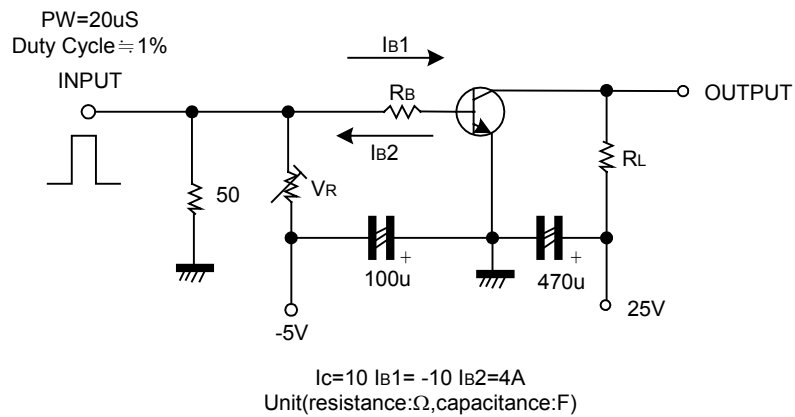 PW=20uS
Duty Cycle≒1%
INPUT
IB1
RB
OUTPUT
IB2
RL
50
VR
+
+
100u
470u
-5V
25V
Ic=10 IB1= -10 IB2=4A
Unit(resistance:Ω,capacitance:F)